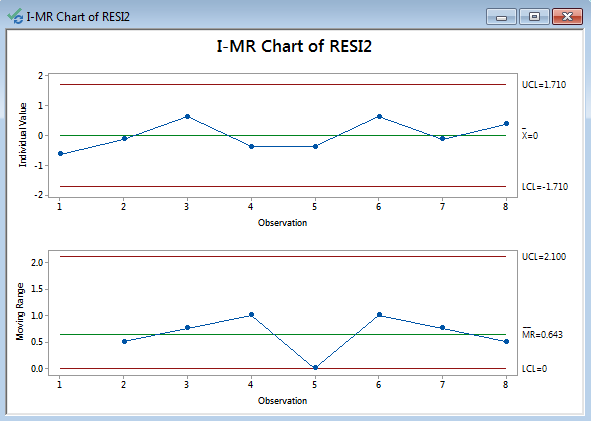 I-MR Chart of RESI2
I-MR Chart of RESI2
Individual Value
2
1
0
-1
-2
UCL=1.710
X̅=0
LCL=-1.710
1 2 3 4 5 6 7 8
Observation
Moving Range
2.0
1.5
1.0
0.5
0.0
UCL=2.100
M̅R̅=0.643
LCL=0
1 2 3 4 5 6 7 8
Observation